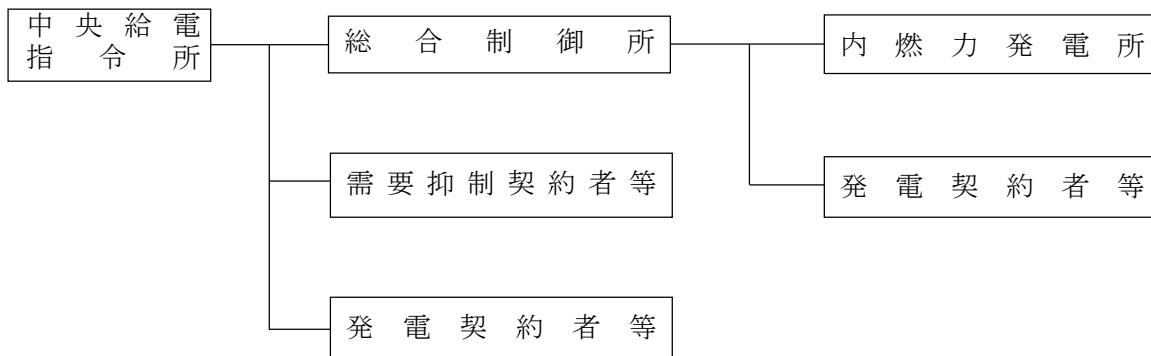 中央給電
指令所
総合制御所
内燃力発電所
需要抑制契約者等
発電契約者等
発電契約者等